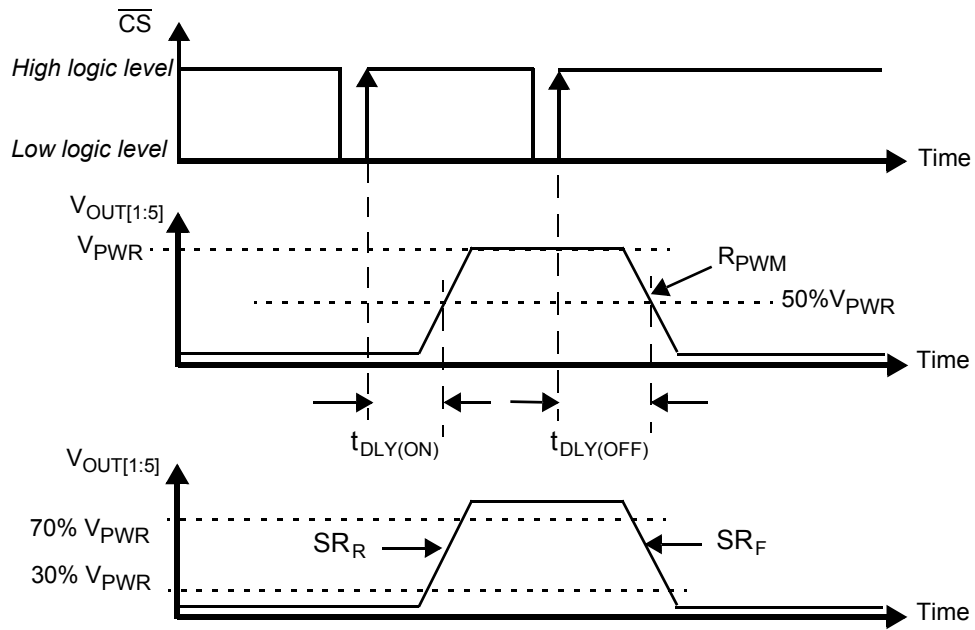 CS
High logic level
Low logic level
Time
VOUT[1:5]
VPWR
RPWM
50%VPWR
Time
tDLY(ON)
tDLY(OFF)
VOUT[1:5]
70% VPWR
SRR
SRF
30% VPWR
Time